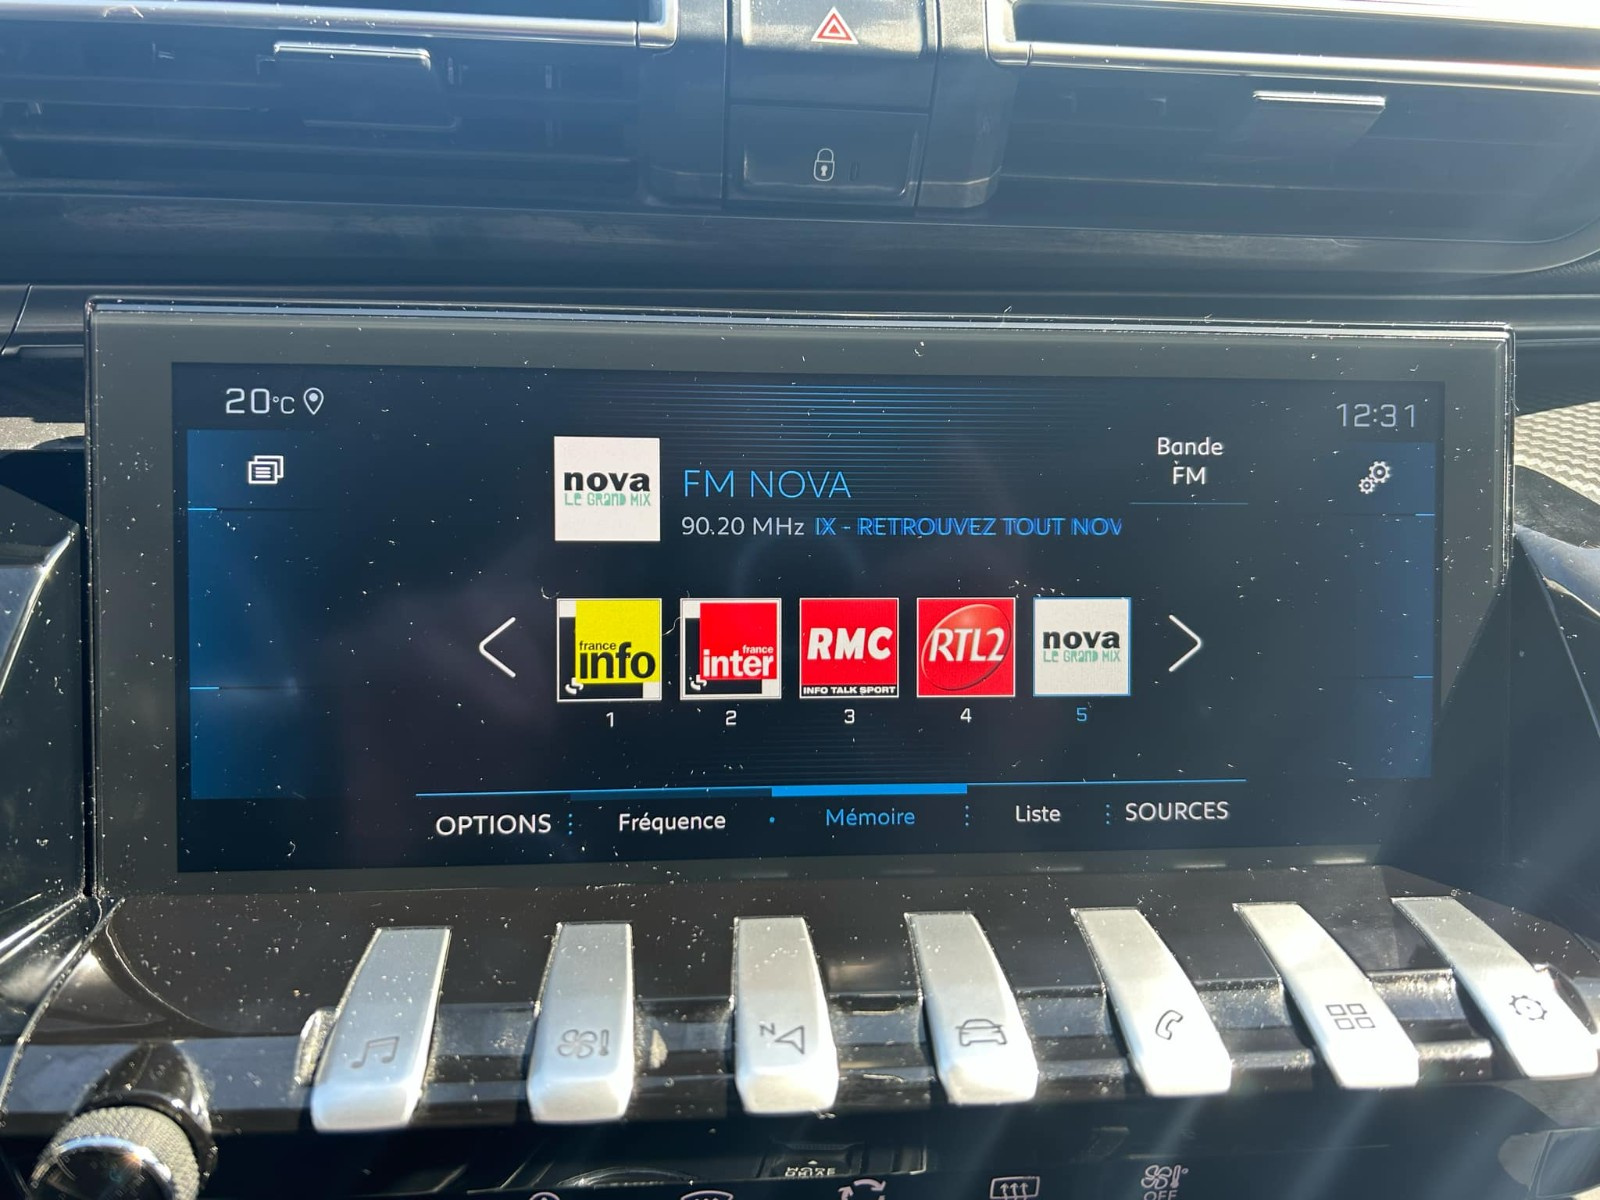 20°C
12:31
nova
LE GRAND MIX
FM NOVA
90.20 MHz IX - RETROUVEZ TOUT NOV
Bande
FM
france
info
france
inter
RMC
INFO TALK SPORT
RTL2
nova
LE GRAND MIX
1
2
3
4
5
OPTIONS
Fréquence
Mémoire
Liste
SOURCES
N
OFF